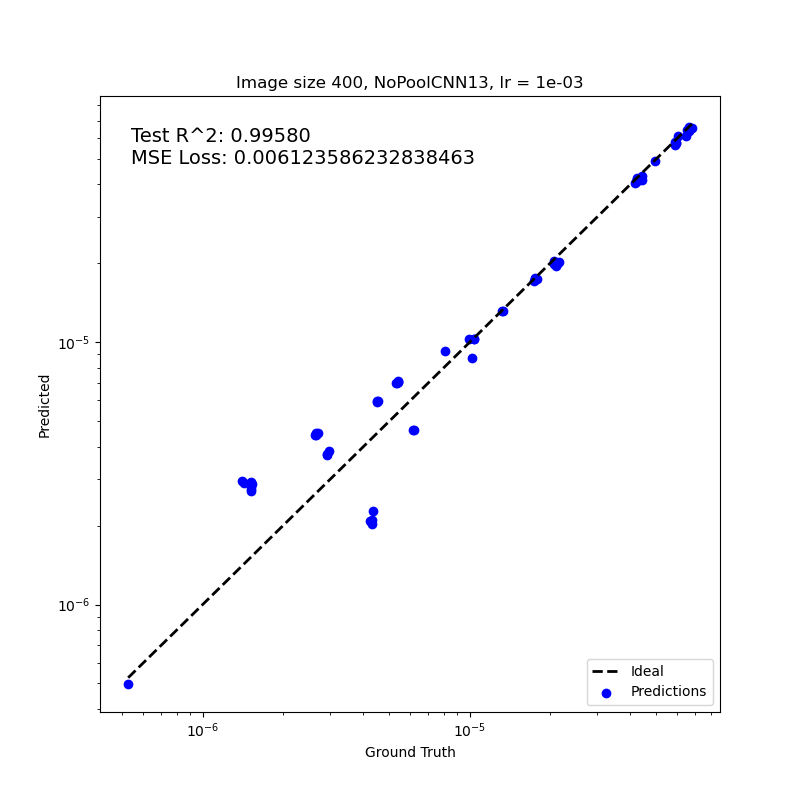 Image size 400, NoPoolCNN13, lr = 1e-03
Test R^2: 0.99580
MSE Loss: 0.006123586232838463
10⁻⁵
10⁻⁶
Predicted
Ideal
Predictions
10⁻⁶
10⁻⁵
Ground Truth